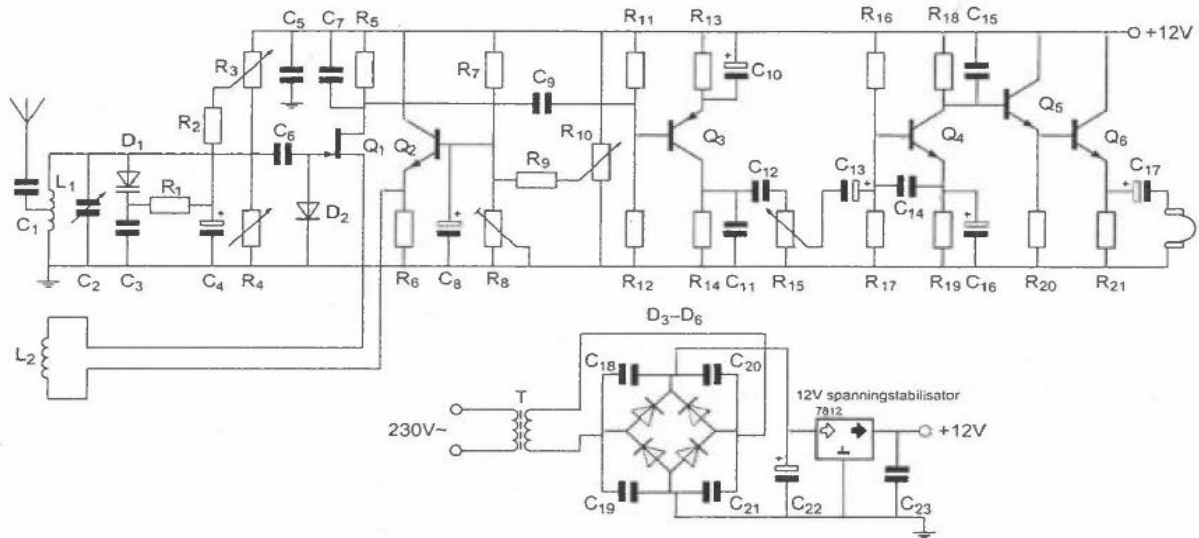 C5 C7 R5 R11 R13 R16 R18 C15
+12V
R3 R7 C9 + C10
R2 R10 Q5
D1 C6 Q1 Q2 Q3 Q4 Q6
L1 R1 R9 C12 C13 + + C17
C1 + D2 + C14 +
C2 C3 C4 R4 R6 C8 R8 R12 R14 C11 R15 R17 R19 C16 R20 R21
D3–D6
L2
C18 C20
T 12V spanningstabilisator
7812
230V~ +12V
+
C19 C21 C22 C23